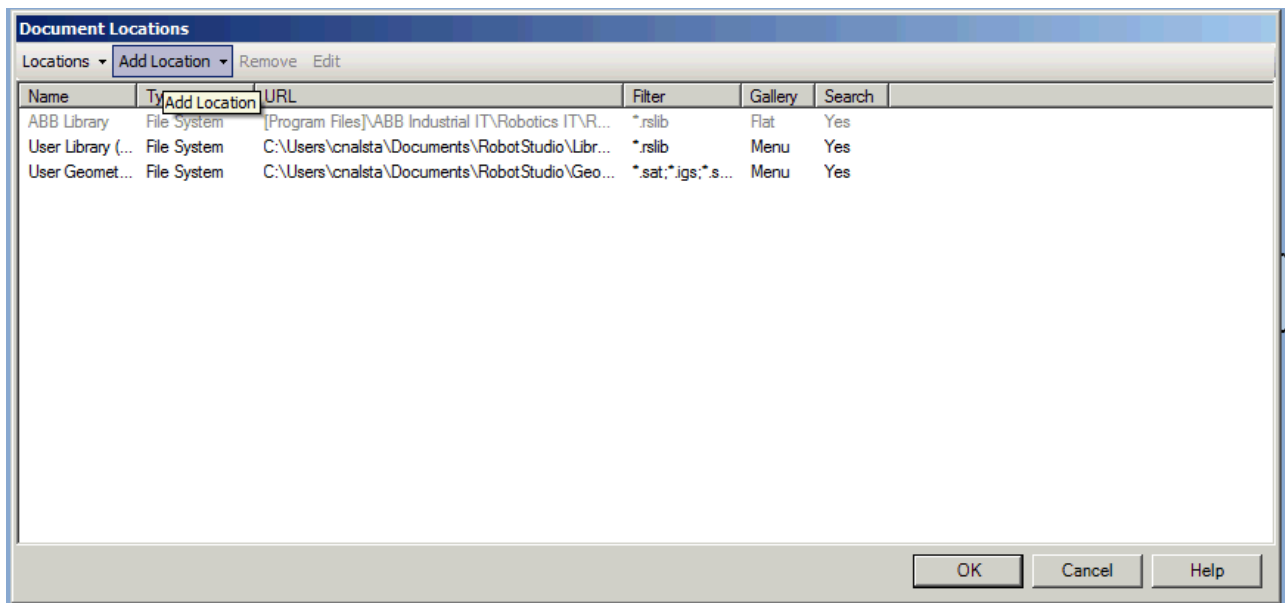 Document Locations
Locations Add Location Remove Edit
Name Ty Add Location URL Filter Gallery Search
ABB Library File System [Program Files]\ABB Industrial IT\Robotics IT\R... *.rslib Flat Yes
User Library (... File System C:\Users\cnalsta\Documents\RobotStudio\Libr... *.rslib Menu Yes
User Geomet... File System C:\Users\cnalsta\Documents\RobotStudio\Geo... *.sat;*.igs;*.s... Menu Yes
OK Cancel Help